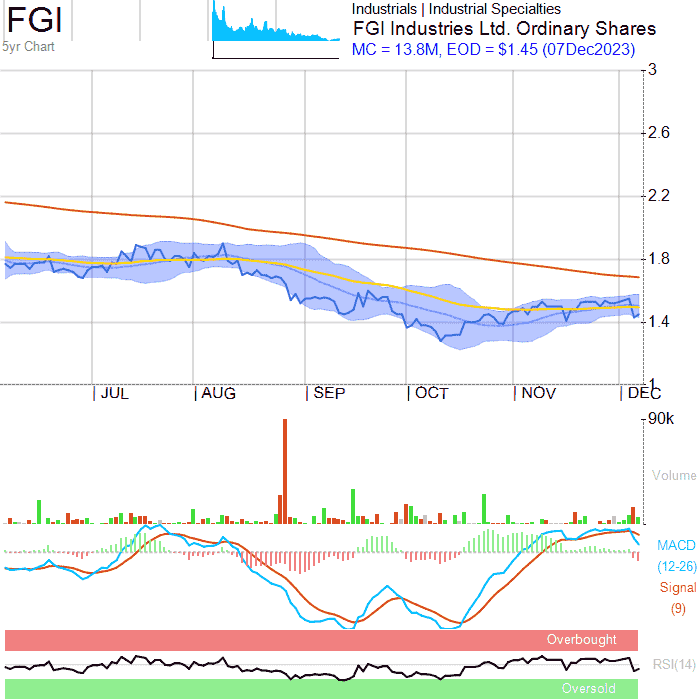 FGI
5yr Chart
Industrials | Industrial Specialties
FGI Industries Ltd. Ordinary Shares
MC = 13.8M, EOD = $1.45 (07Dec2023)
3
2.6
2.2
1.8
1.4
1
JUL AUG SEP OCT NOV DEC
90k
Volume
MACD
(12-26)
Signal
(9)
Overbought
RSI(14)
Oversold